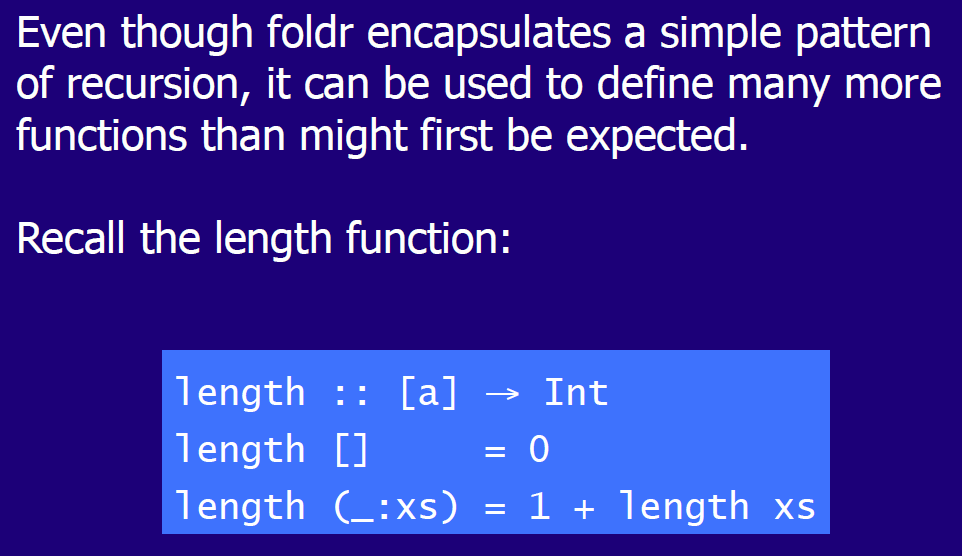 Even though foldr encapsulates a simple pattern
of recursion, it can be used to define many more
functions than might first be expected.
Recall the length function:
length :: [a] → Int
length []     = 0
length (_:xs) = 1 + length xs